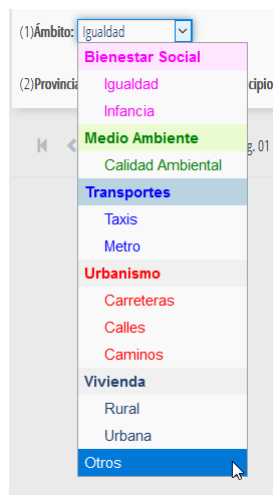 (1)Ámbito: Igualdad
Bienestar Social
(2)Provincia Igualdad cipio
Infancia
Medio Ambiente
g. 01
Calidad Ambiental
Transportes
Taxis
Metro
Urbanismo
Carreteras
Calles
Caminos
Vivienda
Rural
Urbana
Otros